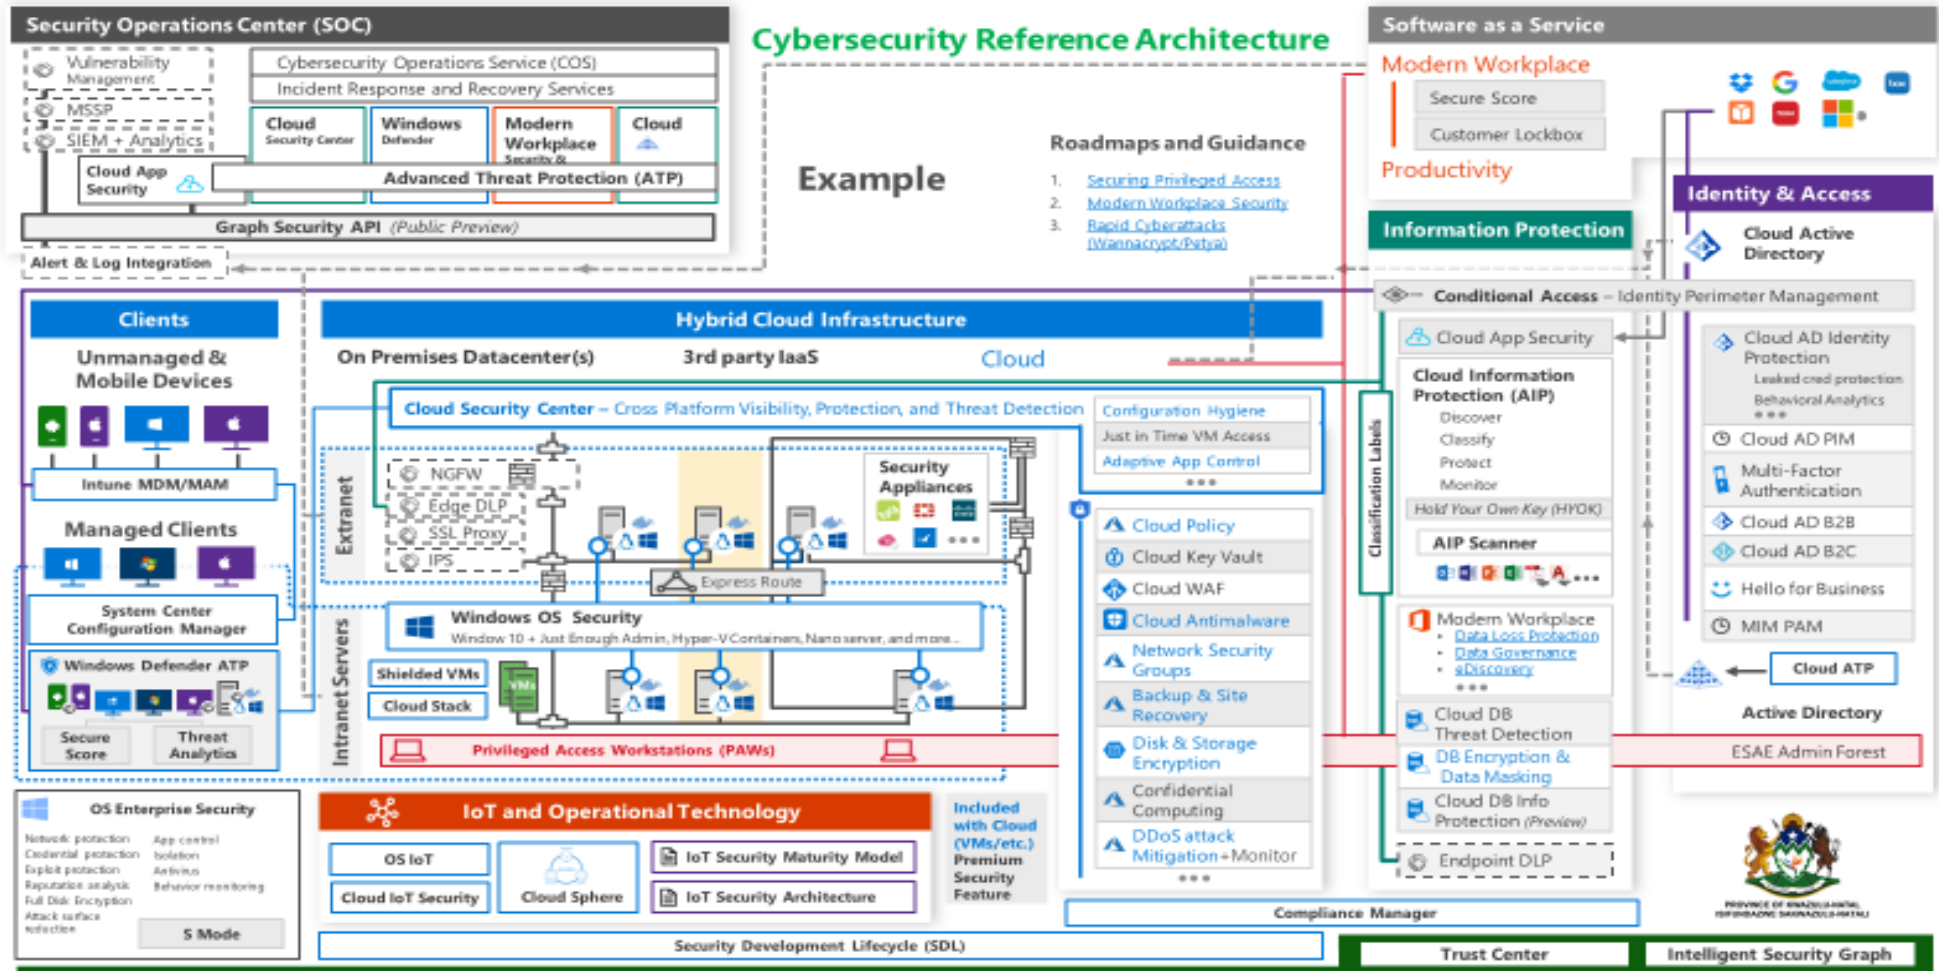 Security Operations Center (SOC)
Vulnerability
Management
MSSP
SIEM + Analytics
Cybersecurity Operations Service (COS)
Incident Response and Recovery Services
Cloud
Security Center
Windows
Defender
Modern
Workplace
Security &
Cloud
Cloud App
Security
Advanced Threat Protection (ATP)
Graph Security API (Public Preview)
Alert & Log Integration
Cybersecurity Reference Architecture
Example
Roadmaps and Guidance
1. Securing Privileged Access
2. Modern Workplace Security
3. Rapid Cyberattacks
(Wannacrypt/Petya)
Software as a Service
Modern Workplace
Secure Score
Customer Lockbox
Productivity
Information Protection
Identity & Access
Cloud Active
Directory
Conditional Access – Identity Perimeter Management
Clients
Unmanaged &
Mobile Devices
Intune MDM/MAM
Managed Clients
System Center
Configuration Manager
Windows Defender ATP
Secure
Score
Threat
Analytics
Hybrid Cloud Infrastructure
On Premises Datacenter(s)
3rd party IaaS
Cloud
Cloud Security Center – Cross Platform Visibility, Protection, and Threat Detection
Configuration Hygiene
Just in Time VM Access
Adaptive App Control
Extranet
NGFW
Edge DLP
SSL Proxy
IPS
Security
Appliances
Express Route
Intranet Servers
Windows OS Security
Window 10 + Just Enough Admin, Hyper-V Containers, Nano server, and more...
Shielded VMs
Cloud Stack
VMs
Privileged Access Workstations (PAWs)
Cloud Policy
Cloud Key Vault
Cloud WAF
Cloud Antimalware
Network Security
Groups
Backup & Site
Recovery
Disk & Storage
Encryption
Confidential
Computing
DDoS attack
Mitigation+Monitor
Classification Labels
Cloud App Security
Cloud Information
Protection (AIP)
Discover
Classify
Protect
Monitor
Hold Your Own Key (HYOK)
AIP Scanner
Modern Workplace
• Data Loss Protection
• Data Governance
• eDiscovery
Cloud DB
Threat Detection
DB Encryption &
Data Masking
Cloud DB Info
Protection (Preview)
Endpoint DLP
Cloud AD Identity
Protection
Leaked cred protection
Behavioral Analytics
Cloud AD PIM
Multi-Factor
Authentication
Cloud AD B2B
Cloud AD B2C
Hello for Business
MIM PAM
Cloud ATP
Active Directory
ESAE Admin Forest
OS Enterprise Security
Network protection
Credential protection
Exploit protection
Reputation analysis
Full Disk Encryption
Attack surface
reduction
App control
Isolation
Antivirus
Behavior monitoring
S Mode
IoT and Operational Technology
OS IoT
Cloud IoT Security
Cloud Sphere
IoT Security Maturity Model
IoT Security Architecture
Included
with Cloud
(VMs/etc.)
Premium
Security
Feature
Compliance Manager
Security Development Lifecycle (SDL)
Trust Center
Intelligent Security Graph
PROVINCE OF KWAZULU-NATAL
ISIFUNDAZWE SAKWAZULU-NATALI